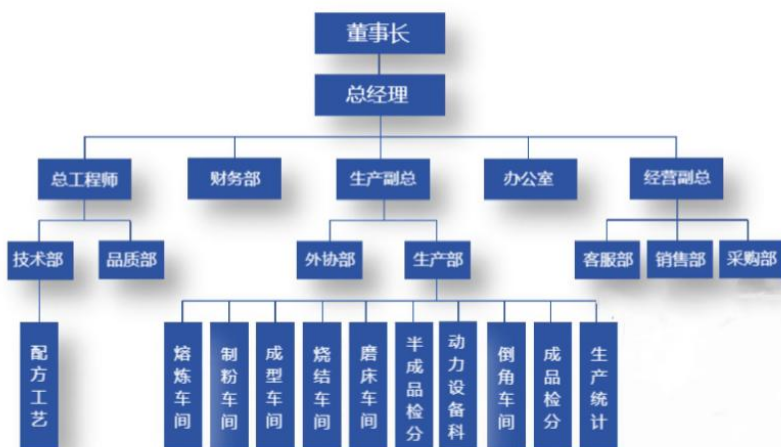 董事长
总经理
总工程师
财务部
生产副总
办公室
经营副总
技术部
品质部
外协部
生产部
客服部
销售部
采购部
配方工艺
熔炼车间
制粉车间
成型车间
烧结车间
磨床车间
半成品检分
动力设备科
倒角车间
成品检分
生产统计